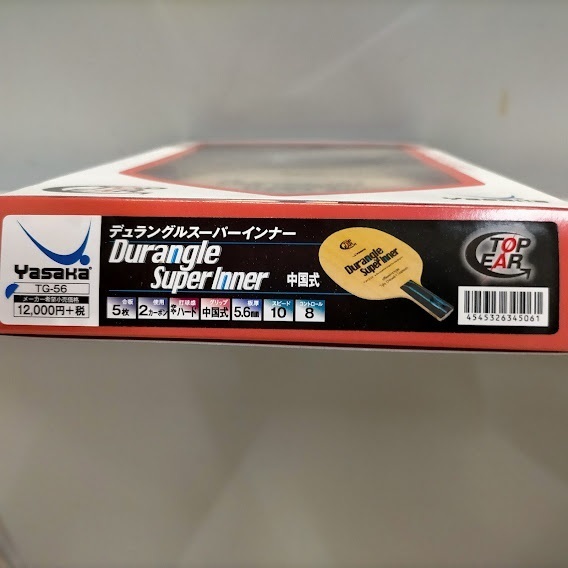 Yasaka
TG-56
メーカー希望小売価格
12,000円+税
デュラングルスーパーインナー
Durangle
Super Inner
中国式
合板 使用 打球感 グリップ 板厚 スピード コントロール
5枚 2カーボン ややハード 中国式 5.6mm 10 8
Durangle
Super Inner
TOP
EAR
4545326345061